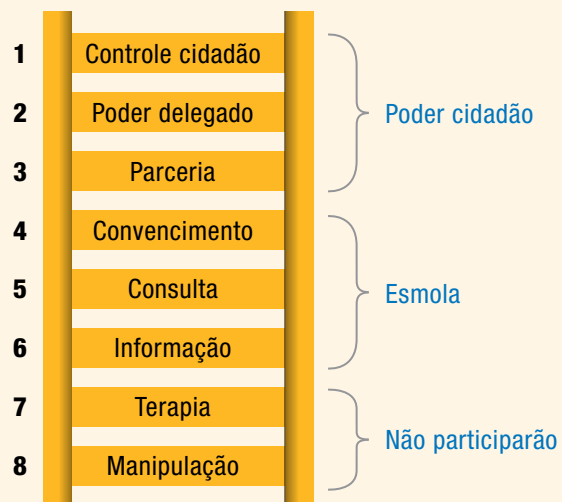 1 Controle cidadão
2 Poder delegado
3 Parceria
Poder cidadão
4 Convencimento
5 Consulta
6 Informação
Esmola
7 Terapia
8 Manipulação
Não participarão